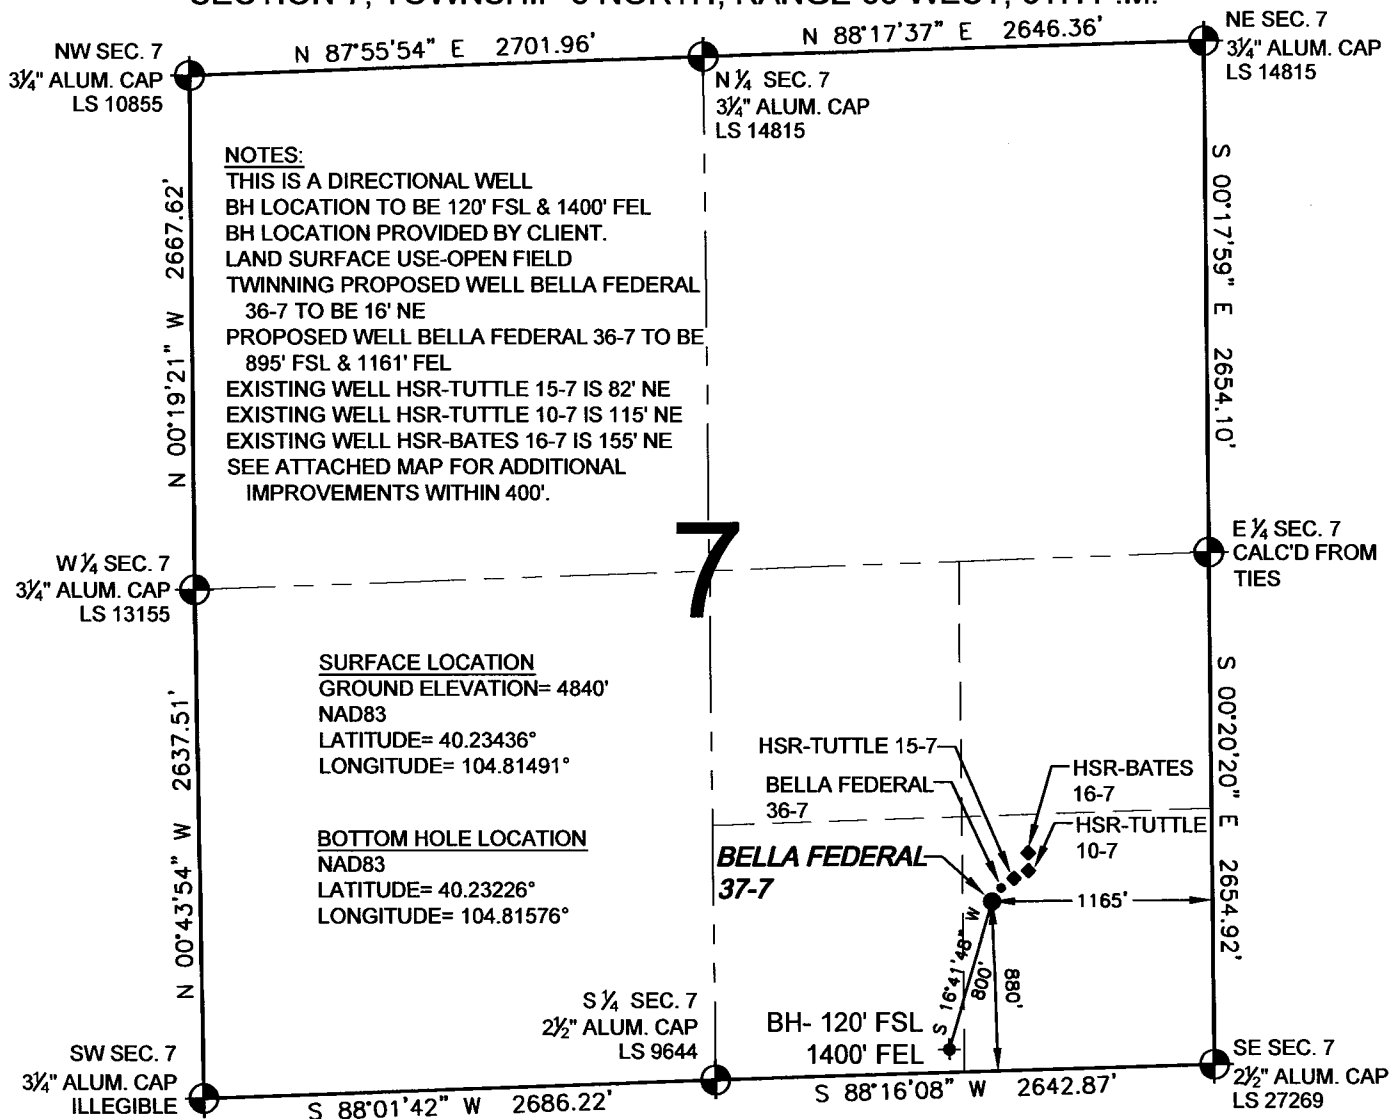 N 87°55'54" E 2701.96'
N 88°17'37" E 2646.36'
NW SEC. 7
3¼" ALUM. CAP
LS 10855
N ¼ SEC. 7
3¼" ALUM. CAP
LS 14815
NE SEC. 7
3¼" ALUM. CAP
LS 14815
NOTES:
THIS IS A DIRECTIONAL WELL
BH LOCATION TO BE 120' FSL & 1400' FEL
BH LOCATION PROVIDED BY CLIENT.
LAND SURFACE USE-OPEN FIELD
TWINNING PROPOSED WELL BELLA FEDERAL
36-7 TO BE 16' NE
PROPOSED WELL BELLA FEDERAL 36-7 TO BE
895' FSL & 1161' FEL
EXISTING WELL HSR-TUTTLE 15-7 IS 82' NE
EXISTING WELL HSR-TUTTLE 10-7 IS 115' NE
EXISTING WELL HSR-BATES 16-7 IS 155' NE
SEE ATTACHED MAP FOR ADDITIONAL
IMPROVEMENTS WITHIN 400'.
N 00°19'21" W 2667.62'
S 00°17'59" E 2654.10'
7
W ¼ SEC. 7
3¼" ALUM. CAP
LS 13155
E ¼ SEC. 7
CALC'D FROM
TIES
SURFACE LOCATION
GROUND ELEVATION= 4840'
NAD83
LATITUDE= 40.23436°
LONGITUDE= 104.81491°
BOTTOM HOLE LOCATION
NAD83
LATITUDE= 40.23226°
LONGITUDE= 104.81576°
N 00°43'54" W 2637.51'
S 00°20'20" E 2654.92'
HSR-TUTTLE 15-7
BELLA FEDERAL
36-7
HSR-BATES
16-7
HSR-TUTTLE
10-7
BELLA FEDERAL
37-7
1165'
S 16°41'48" W
800'
880'
BH- 120' FSL
1400' FEL
S ¼ SEC. 7
2½" ALUM. CAP
LS 9644
SW SEC. 7
3¼" ALUM. CAP
ILLEGIBLE
SE SEC. 7
2½" ALUM. CAP
LS 27269
S 88°01'42" W 2686.22'
S 88°16'08" W 2642.87'